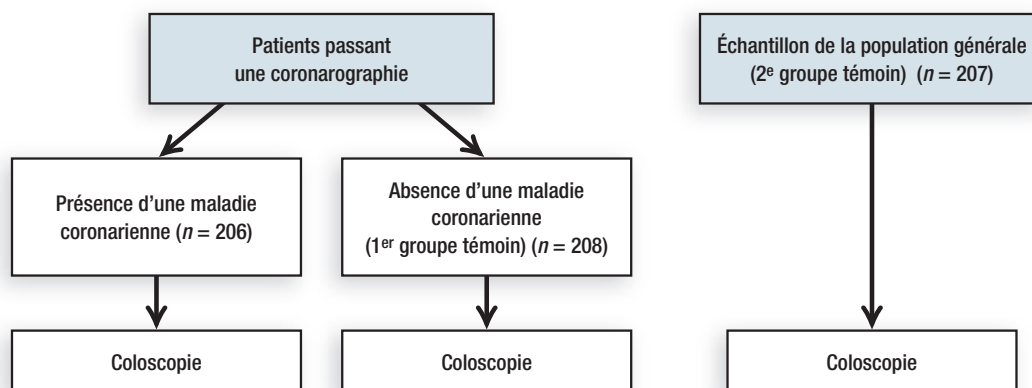 Patients passant
une coronarographie
Échantillon de la population générale
(2e groupe témoin) (n = 207)
Présence d'une maladie
coronarienne (n = 206)
Absence d'une maladie
coronarienne
(1er groupe témoin) (n = 208)
Coloscopie
Coloscopie
Coloscopie